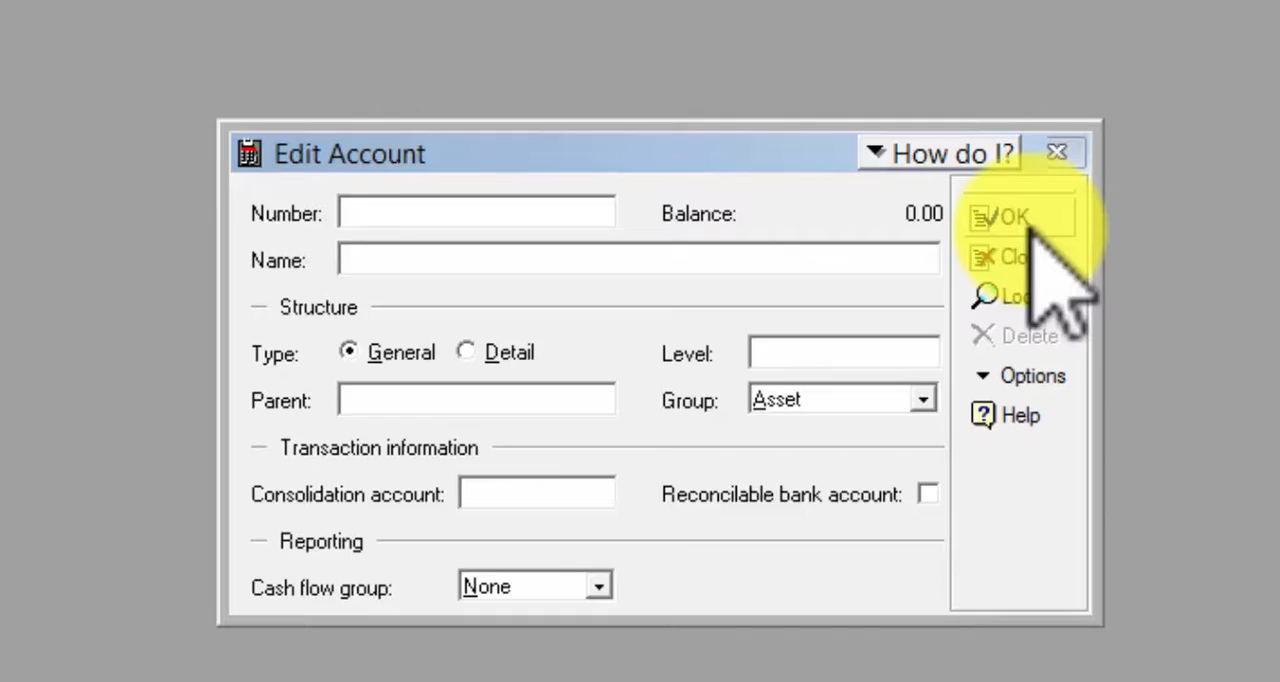 Edit Account How do I?
Number: Balance: 0.00 OK
Name:
Structure
Type: General Detail Level: Delete
Parent: Group: Asset Options
Help
Transaction information
Consolidation account: Reconcilable bank account:
Reporting
Cash flow group: None